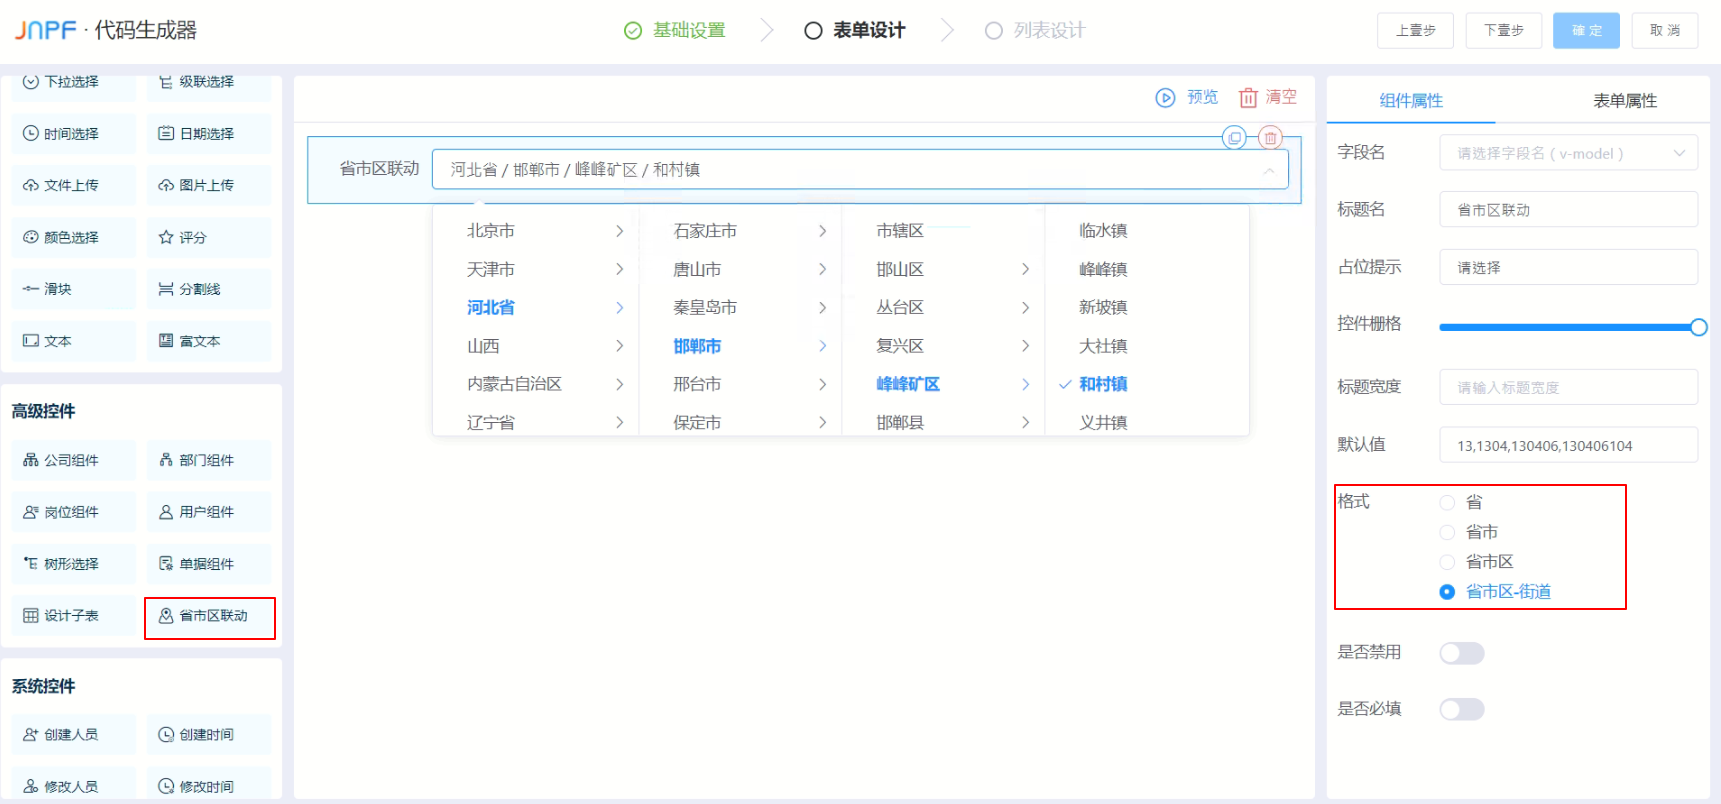 JNPF · 代码生成器
基础设置
表单设计
列表设计
上壹步
下壹步
確 定
取 消
下拉选择
级联选择
时间选择
日期选择
文件上传
图片上传
颜色选择
评分
滑块
分割线
文本
富文本
高级控件
公司组件
部门组件
岗位组件
用户组件
树形选择
单据组件
设计子表
省市区联动
系统控件
创建人员
创建时间
修改人员
修改时间
预览
清空
省市区联动
河北省 / 邯郸市 / 峰峰矿区 / 和村镇
北京市
天津市
河北省
山西
内蒙古自治区
辽宁省
石家庄市
唐山市
秦皇岛市
邯郸市
邢台市
保定市
市辖区
邯山区
丛台区
复兴区
峰峰矿区
邯郸县
临水镇
峰峰镇
新坡镇
大社镇
和村镇
义井镇
组件属性
表单属性
字段名
请选择字段名 ( v-model )
标题名
省市区联动
占位提示
请选择
控件栅格
标题宽度
请输入标题宽度
默认值
13,1304,130406,130406104
格式
省
省市
省市区
省市区-街道
是否禁用
是否必填